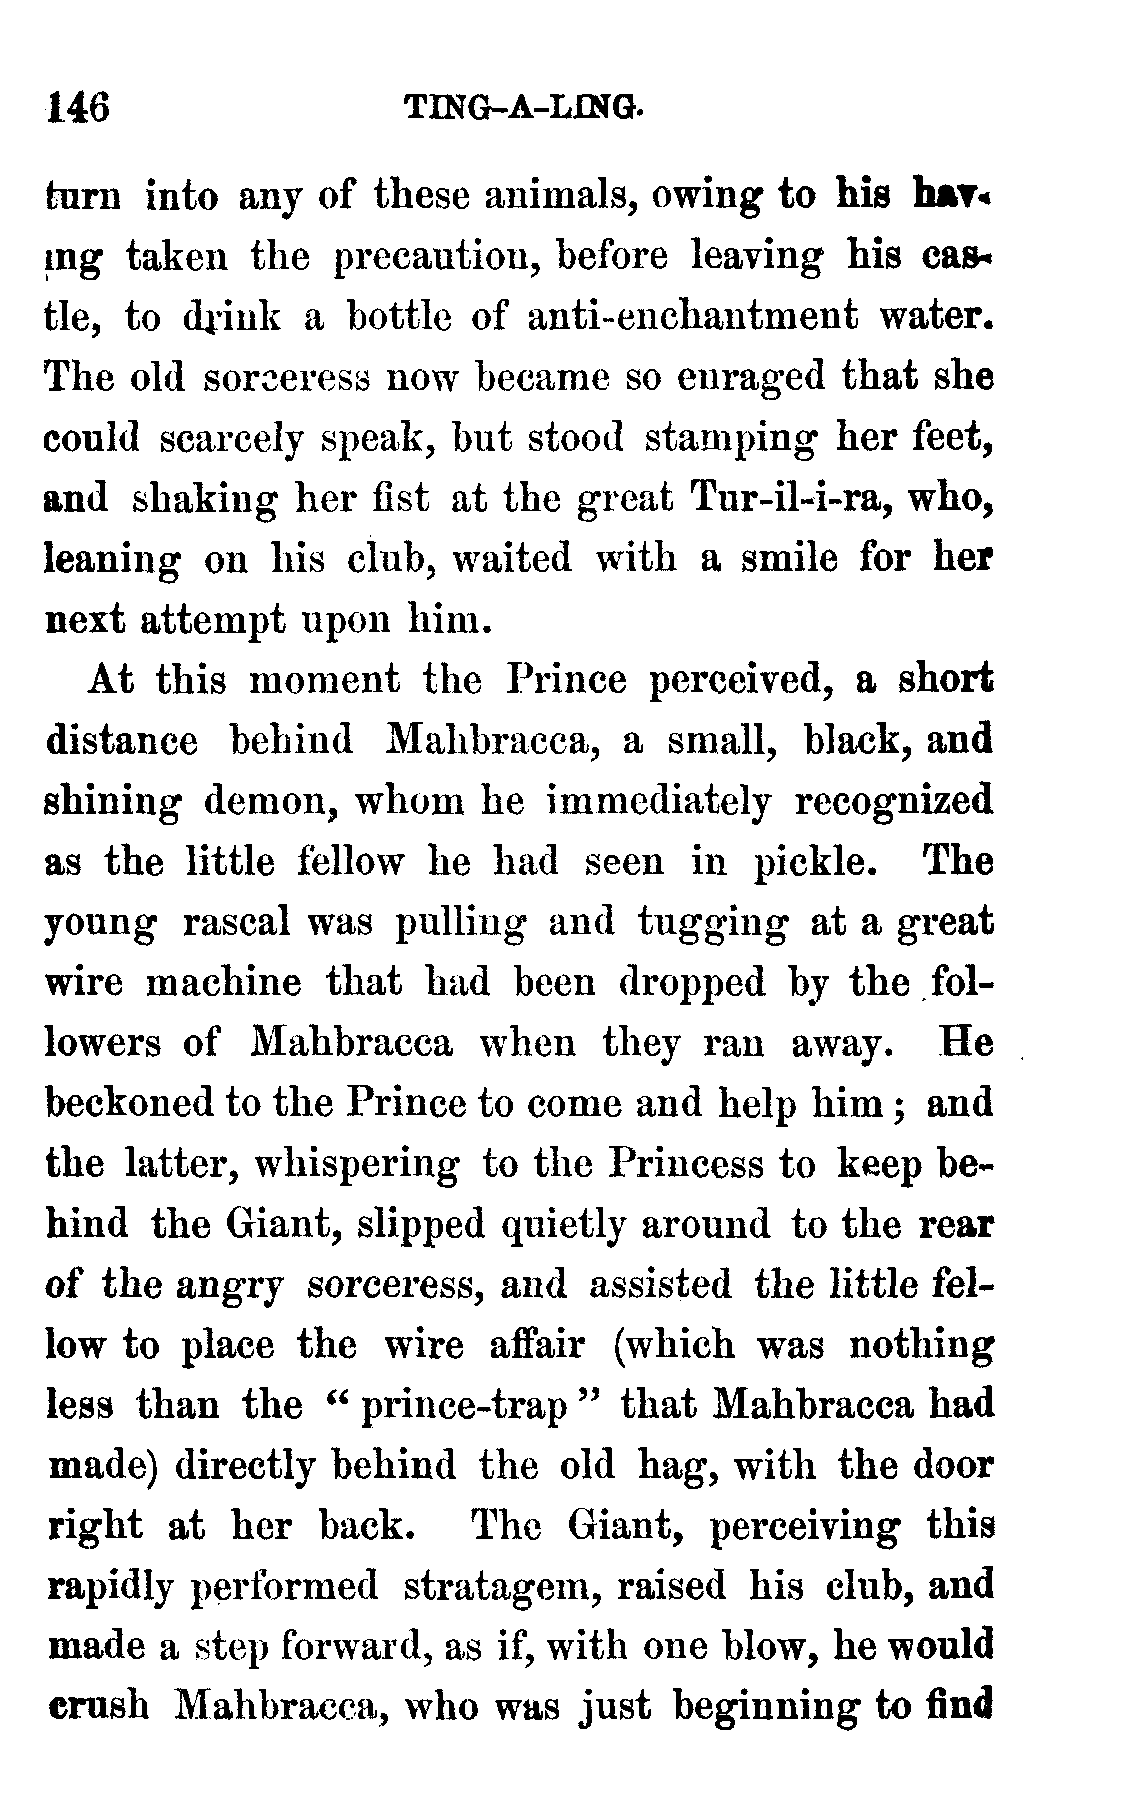 146 TING-A-LING.
turn into any of these animals, owing to his hav-
ing taken the precaution, before leaving his cas-
tle, to drink a bottle of anti-enchantment water.
The old sorceress now became so enraged that she
could scarcely speak, but stood stamping her feet,
and shaking her fist at the great Tur-il-i-ra, who,
leaning on his club, waited with a smile for her
next attempt upon him.
At this moment the Prince perceived, a short
distance behind Mahbracca, a small, black, and
shining demon, whom he immediately recognized
as the little fellow he had seen in pickle. The
young rascal was pulling and tugging at a great
wire machine that had been dropped by the fol-
lowers of Mahbracca when they ran away. He
beckoned to the Prince to come and help him ; and
the latter, whispering to the Princess to keep be-
hind the Giant, slipped quietly around to the rear
of the angry sorceress, and assisted the little fel-
low to place the wire affair (which was nothing
less than the “ prince-trap ” that Mahbracca had
made) directly behind the old hag, with the door
right at her back. The Giant, perceiving this
rapidly performed stratagem, raised his club, and
made a step forward, as if, with one blow, he would
crush Mahbracca, who was just beginning to find